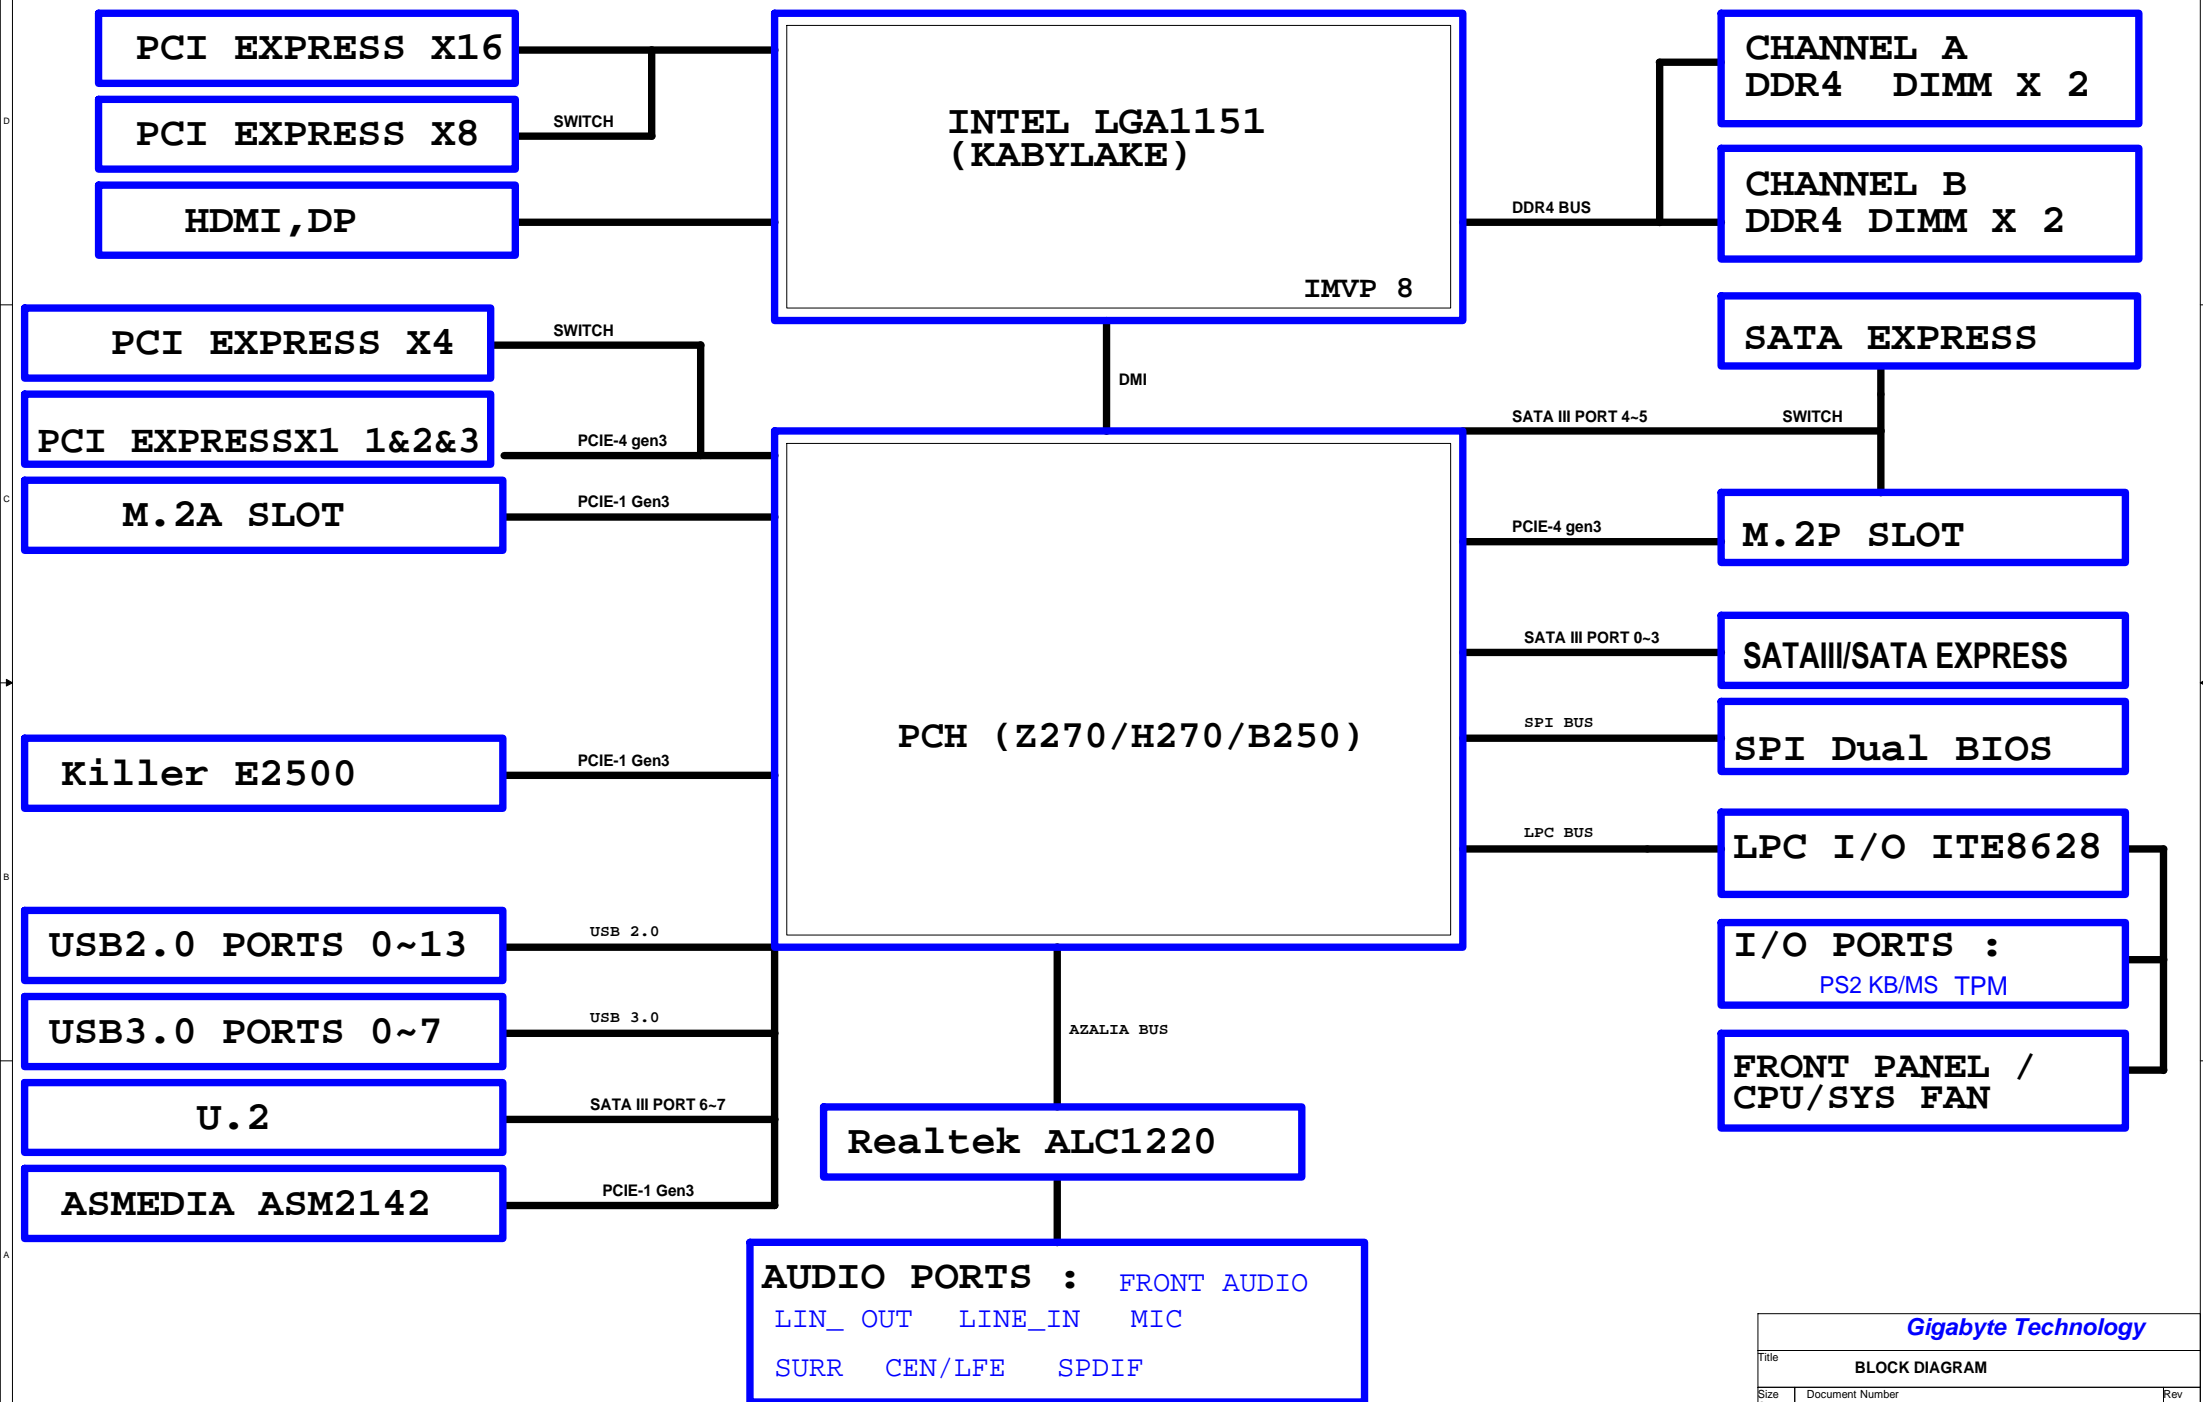 PCI EXPRESS X16
PCI EXPRESS X8
SWITCH
HDMI,DP
INTEL LGA1151
(KABYLAKE)
IMVP 8
CHANNEL A
DDR4 DIMM X 2
CHANNEL B
DDR4 DIMM X 2
DDR4 BUS
D
PCI EXPRESS X4
SWITCH
PCI EXPRESSX1 1&2&3
PCIE-4 gen3
M.2A SLOT
PCIE-1 Gen3
C
DMI
SATA EXPRESS
SATA III PORT 4~5
SWITCH
PCIE-4 gen3
M.2P SLOT
SATA III PORT 0~3
SATAIII/SATA EXPRESS
PCH (Z270/H270/B250)
SPI BUS
SPI Dual BIOS
Killer E2500
PCIE-1 Gen3
LPC BUS
LPC I/O ITE8628
B
USB2.0 PORTS 0~13
USB 2.0
I/O PORTS :
PS2 KB/MS TPM
USB3.0 PORTS 0~7
USB 3.0
AZALIA BUS
FRONT PANEL /
CPU/SYS FAN
U.2
SATA III PORT 6~7
Realtek ALC1220
ASMEDIA ASM2142
PCIE-1 Gen3
A
AUDIO PORTS : FRONT AUDIO
LIN_ OUT LINE_IN MIC
SURR CEN/LFE SPDIF
Gigabyte Technology
Title
BLOCK DIAGRAM
Size Document Number Rev